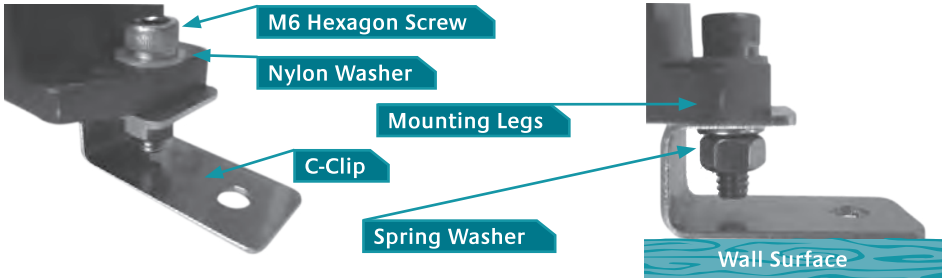 M6 Hexagon Screw
Nylon Washer
Mounting Legs
C-Clip
Spring Washer
Wall Surface